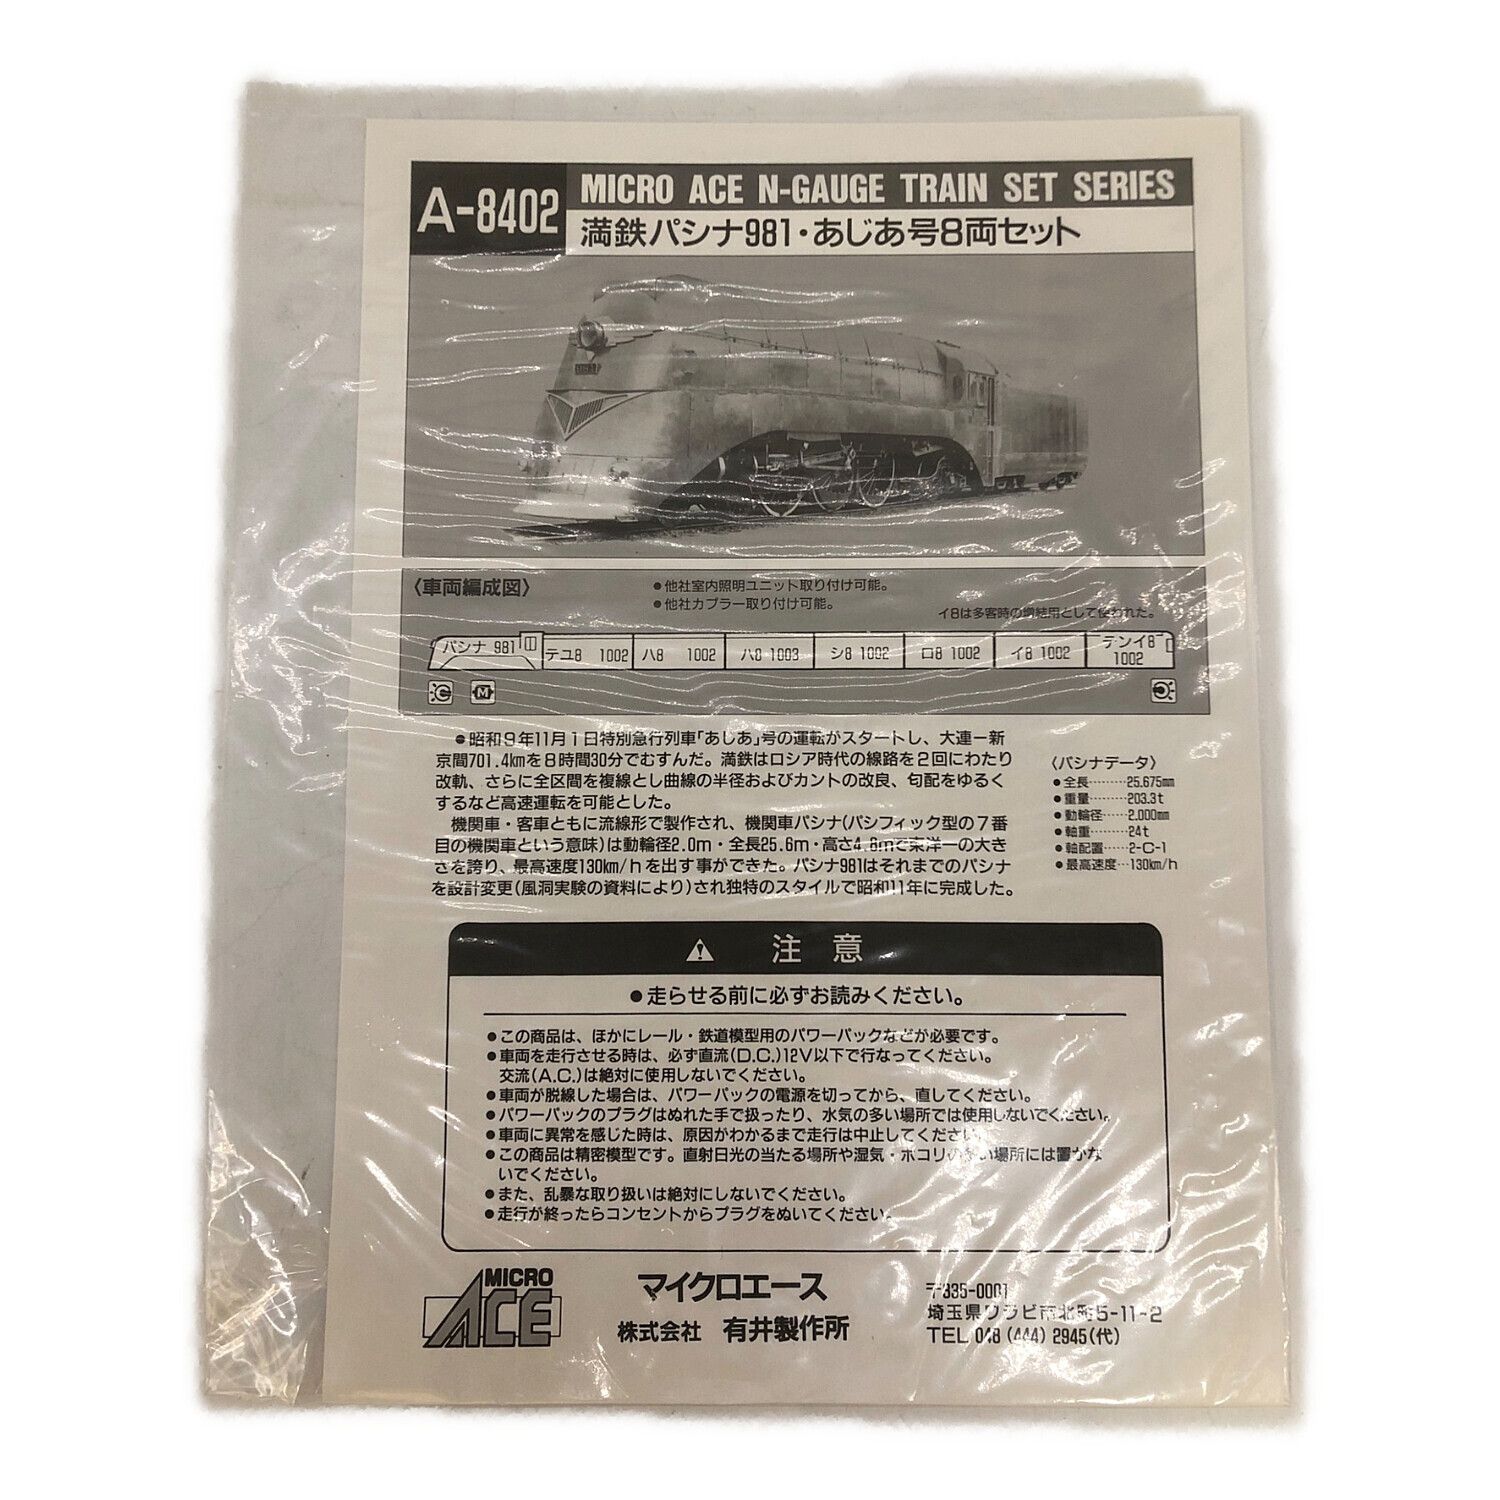 A-8402
MICRO ACE N-GAUGE TRAIN SET SERIES
満鉄パシナ981・あじあ号8両セット
〈車両編成図〉
●他社室内照明ユニット取り付け可能。
●他社カプラー取り付け可能。
イ8は多客時の増結用として使われた。
パシナ 981
テユ8 1002
ハ8 1002
ハ8 1003
シ8 1002
ロ8 1002
イ8 1002
テンイ8 1002
M
●昭和9年11月1日特別急行列車「あじあ」号の運転がスタートし、大連ー新
京間701.4kmを8時間30分でむすんだ。満鉄はロシア時代の線路を2回にわたり
改軌、さらに全区間を複線とし曲線の半径およびカントの改良、勾配をゆるく
するなど高速運転を可能とした。
機関車・客車ともに流線形で製作され、機関車パシナ(パシフィック型の7番
目の機関車という意味)は動輪径2.0m・全長25.6m・高さ4.8mで東洋一の大き
さを誇り、最高速度130km/hを出す事ができた。パシナ981はそれまでのパシナ
を設計変更(風洞実験の資料により)され独特のスタイルで昭和11年に完成した。
〈パシナデータ〉
●全長………25.675mm
●重量………203.3t
●動輪径……2.000mm
●軸重………24t
●軸配置……2-C-1
●最高速度…130km/h
注意
●走らせる前に必ずお読みください。
●この商品は、ほかにレール・鉄道模型用のパワーパックなどが必要です。
●車両を走行させる時は、必ず直流(D.C.)12V以下で行なってください。
交流(A.C.)は絶対に使用しないでください。
●車両が脱線した場合は、パワーパックの電源を切ってから、直してください。
●パワーパックのプラグはぬれた手で扱ったり、水気の多い場所では使用しないでください。
●車両に異常を感じた時は、原因がわかるまで走行は中止してください。
●この商品は精密模型です。直射日光の当たる場所や湿気・ホコリの多い場所には置かな
いでください。
●また、乱暴な取り扱いは絶対にしないでください。
●走行が終ったらコンセントからプラグをぬいてください。
MICRO
ACE
マイクロエース
株式会社 有井製作所
〒335-0001
埼玉県ワラビ市北町5-11-2
TEL 048 (444) 2945(代)